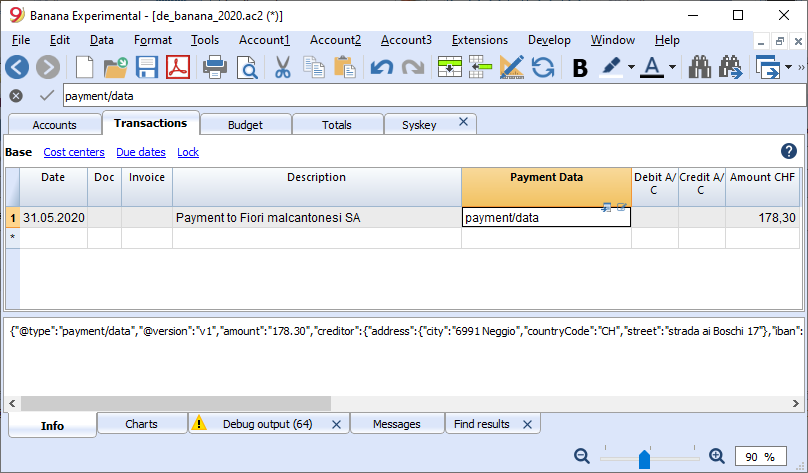 Banana Experimental - [de_banana_2020.ac2 (*)]
File Edit Data Format Tools Account1 Account2 Account3 Extensions Develop Window Help
payment/data
Accounts Transactions Budget Totals Syskey
Base Cost centers Due dates Lock
Date Doc Invoice Description Payment Data Debit A/C Credit A/C Amount CHF
1 31.05.2020 Payment to Fiori malcantonesi SA payment/data 178,30
*
{"@type":"payment/data","@version":"v1","amount":"178.30","creditor":{"address":{"city":"6991 Neggio","countryCode":"CH","street":"strada ai Boschi 17"},"iban":
Info Charts Debug output (64) Messages Find results
90 %